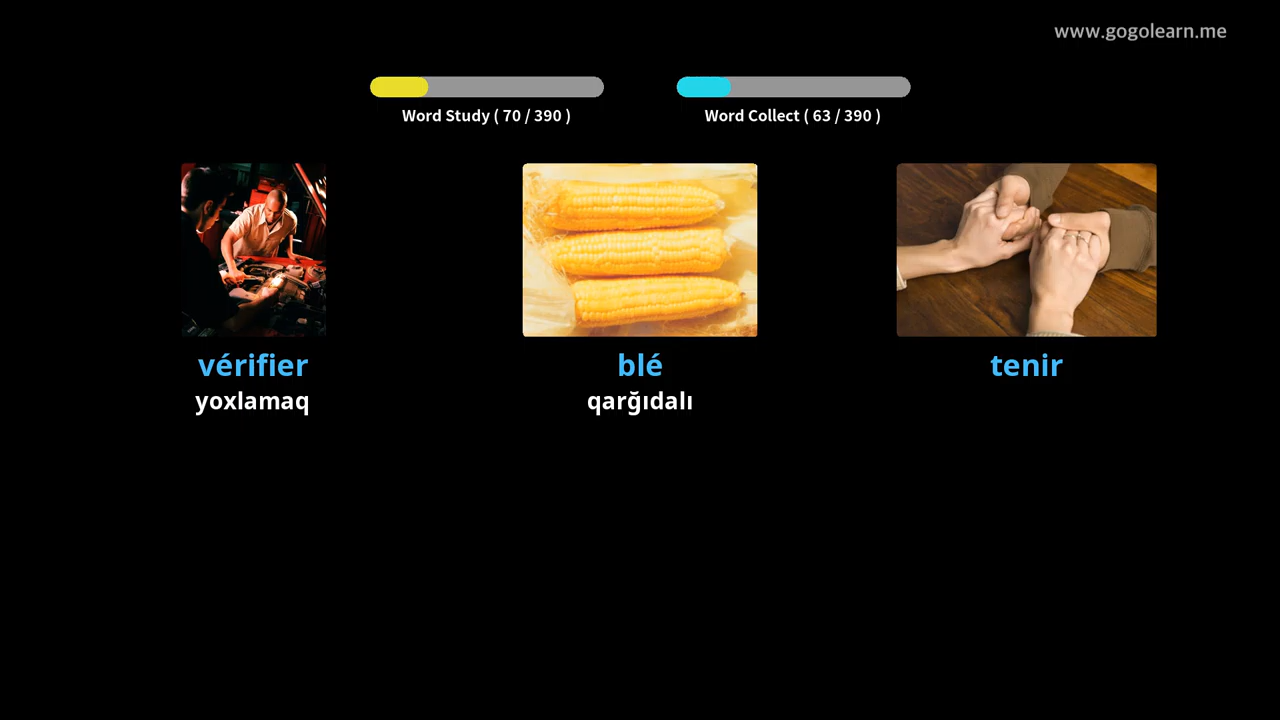 www.gogolearn.me
Word Study ( 70 / 390 )
Word Collect ( 63 / 390 )
vérifier
yoxlamaq
blé
qarğıdalı
tenir